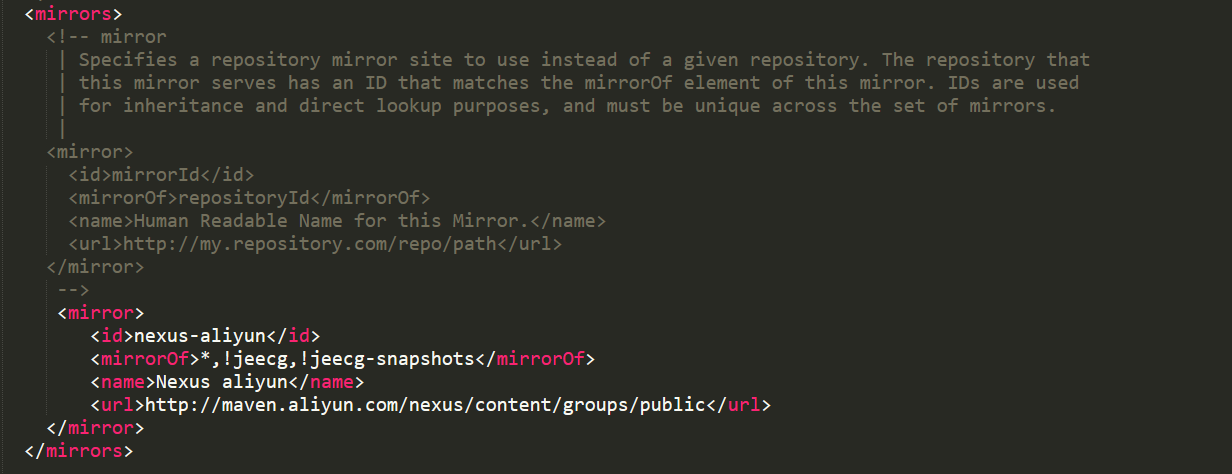 <mirrors>
<!-- mirror
| Specifies a repository mirror site to use instead of a given repository. The repository that
| this mirror serves has an ID that matches the mirrorOf element of this mirror. IDs are used
| for inheritance and direct lookup purposes, and must be unique across the set of mirrors.
|
<mirror>
<id>mirrorId</id>
<mirrorOf>repositoryId</mirrorOf>
<name>Human Readable Name for this Mirror.</name>
<url>http://my.repository.com/repo/path</url>
</mirror>
-->
<mirror>
<id>nexus-aliyun</id>
<mirrorOf>*,!jeecg,!jeecg-snapshots</mirrorOf>
<name>Nexus aliyun</name>
<url>http://maven.aliyun.com/nexus/content/groups/public</url>
</mirror>
</mirrors>